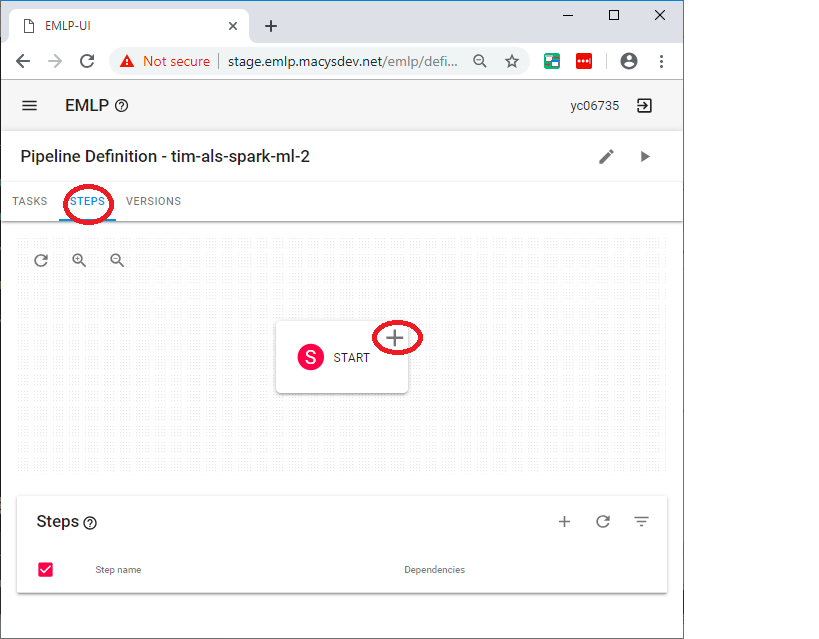 EMLP-UI
Not secure stage.emlp.macysdev.net/emlp/defi...
EMLP yc06735
Pipeline Definition - tim-als-spark-ml-2
TASKS STEPS VERSIONS
S START
Steps
Step name Dependencies